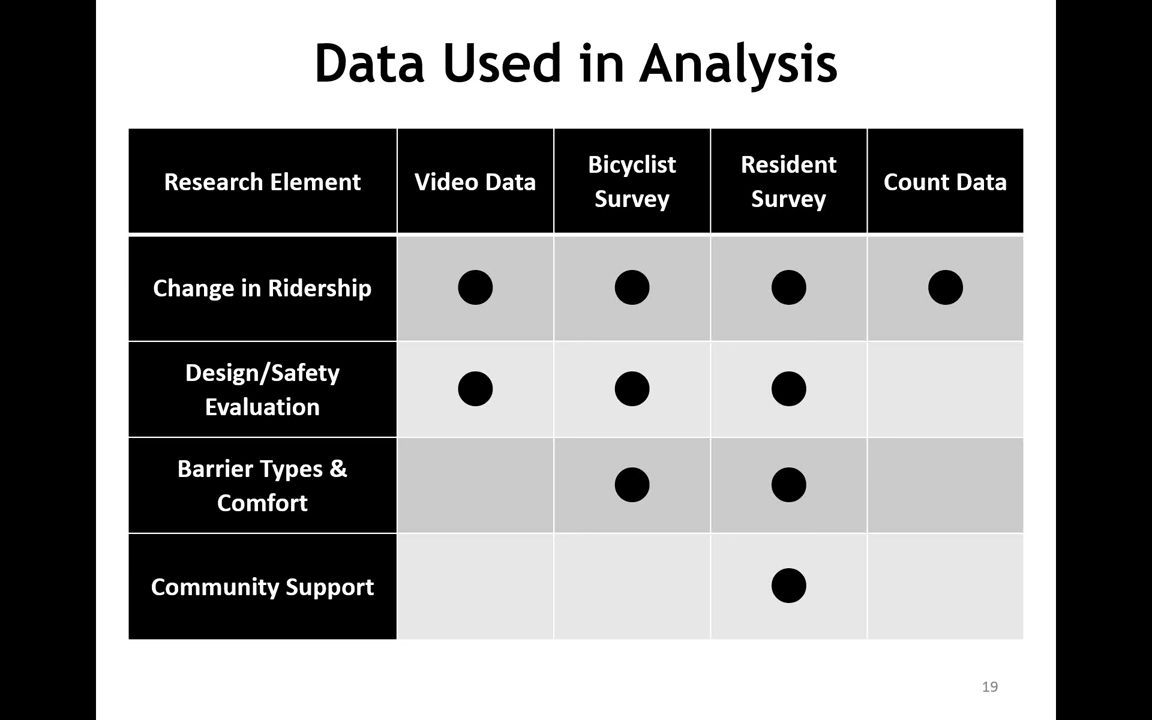 Data Used in Analysis
Research Element
Video Data
Bicyclist
Survey
Resident
Survey
Count Data
Change in Ridership
Design/Safety
Evaluation
Barrier Types &
Comfort
Community Support
19